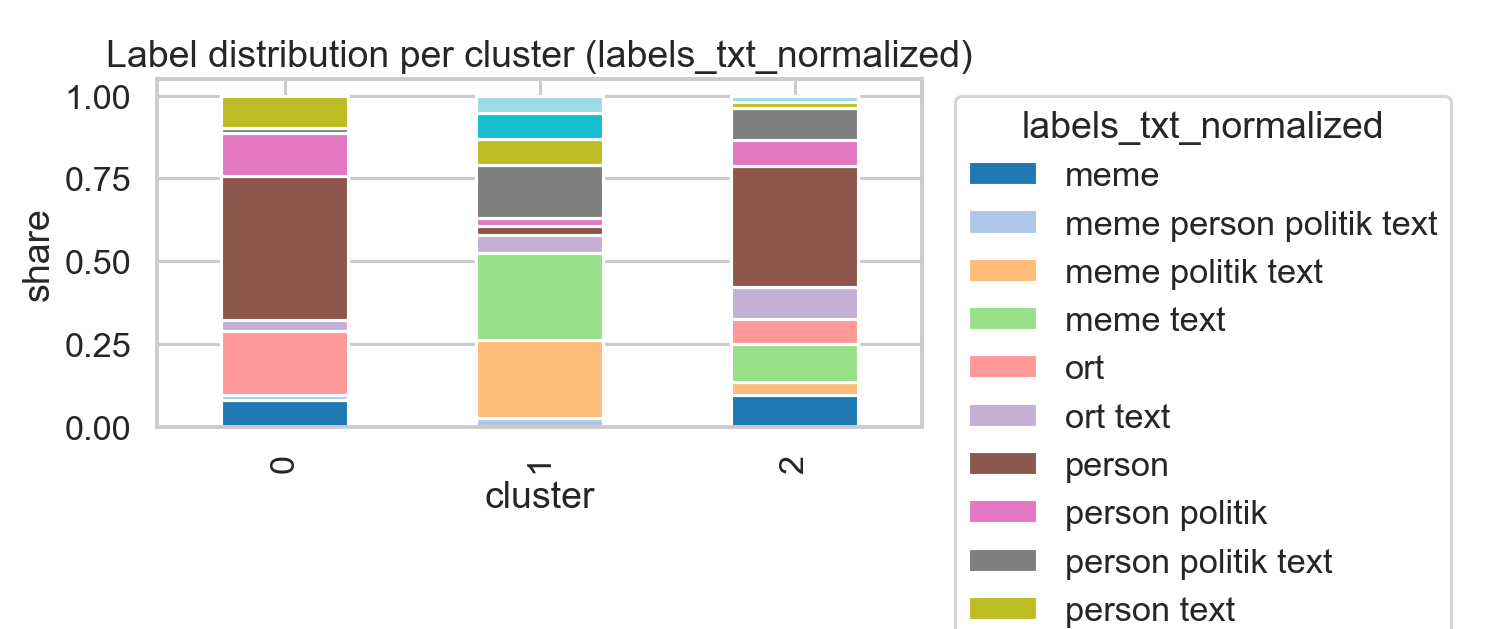 Label distribution per cluster (labels_txt_normalized)
1.00
0.75
0.50
0.25
0.00
share
0
1
2
cluster
labels_txt_normalized
meme
meme person politik text
meme politik text
meme text
ort
ort text
person
person politik
person politik text
person text